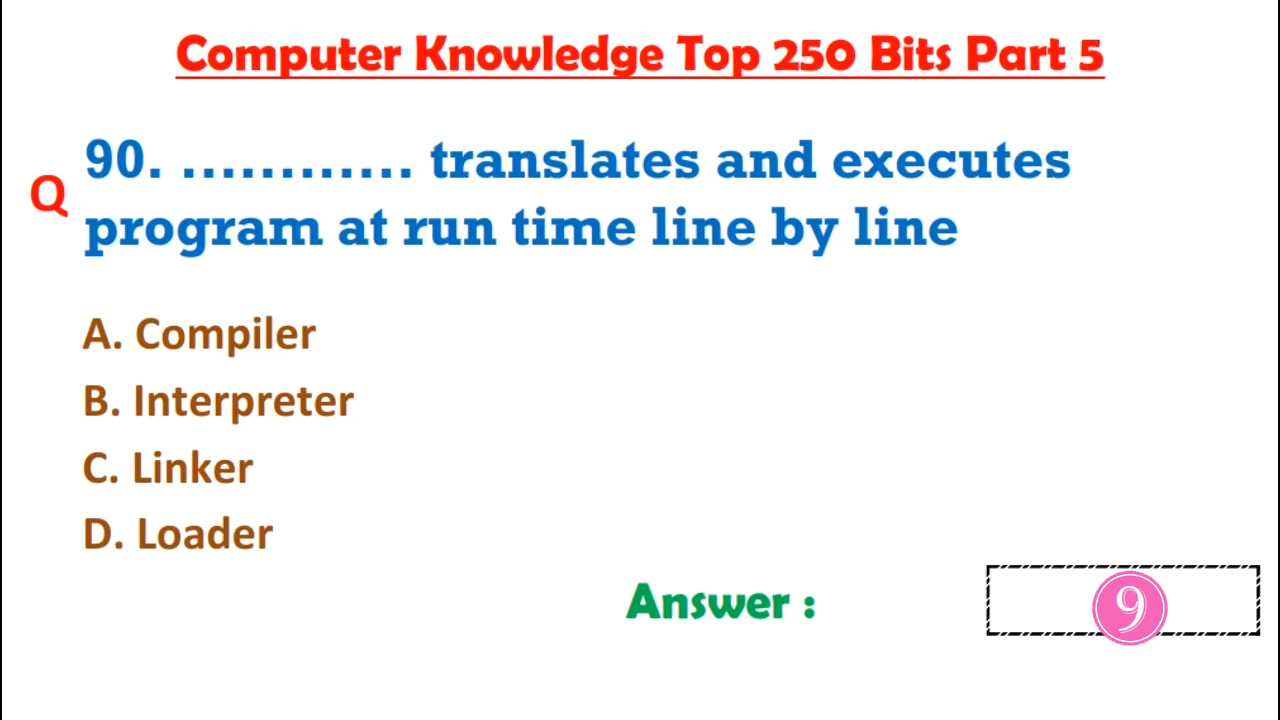 Computer Knowledge Top 250 Bits Part 5
Q
90. ............ translates and executes
program at run time line by line
A. Compiler
B. Interpreter
C. Linker
D. Loader
Answer :
9